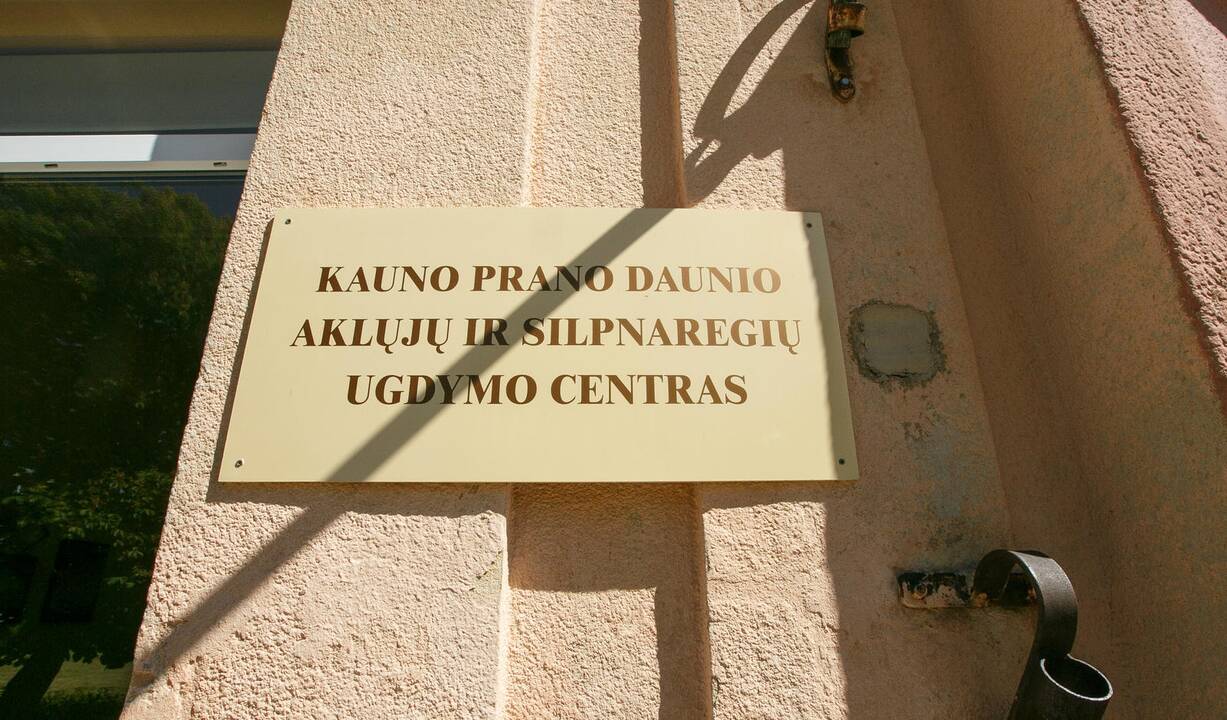 KAUNO PRANO DAUNIO
AKLŲJŲ IR SILPNAREGIŲ
UGDYMO CENTRAS